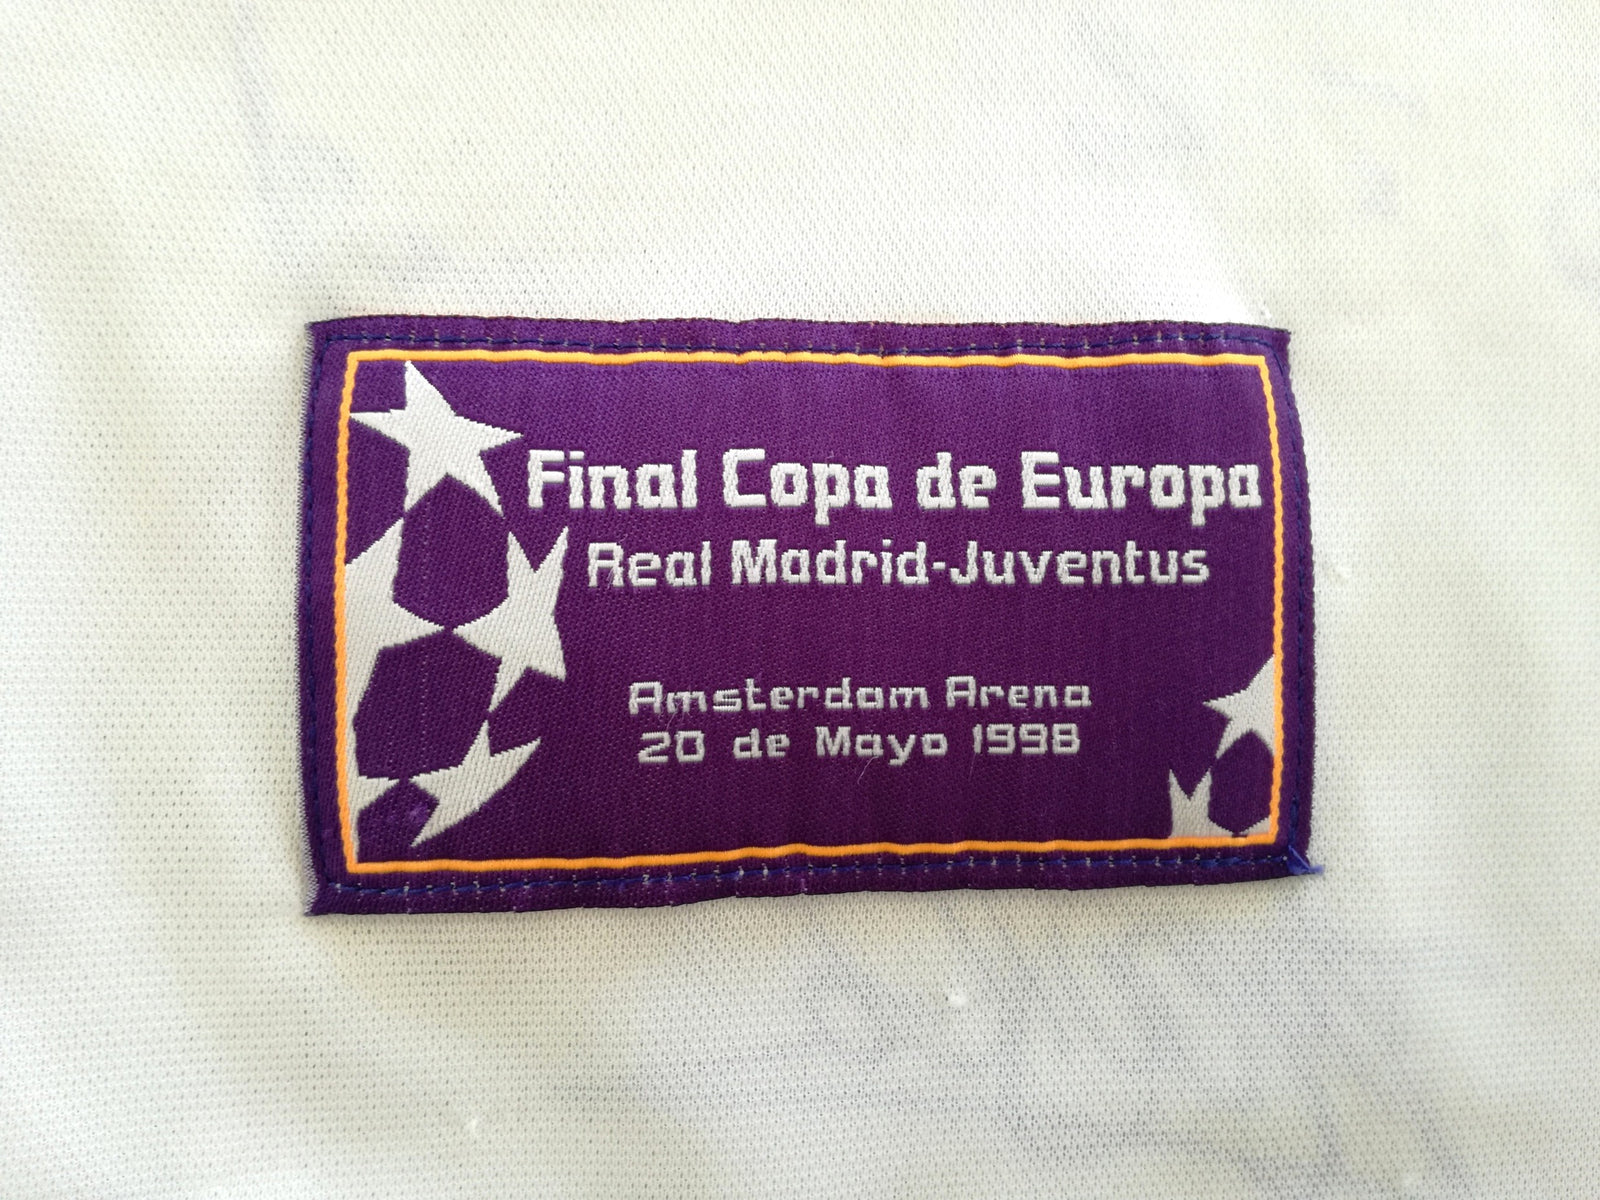 Final Copa de Europa
Real Madrid-Juventus
Amsterdam Arena
20 de Mayo 1998